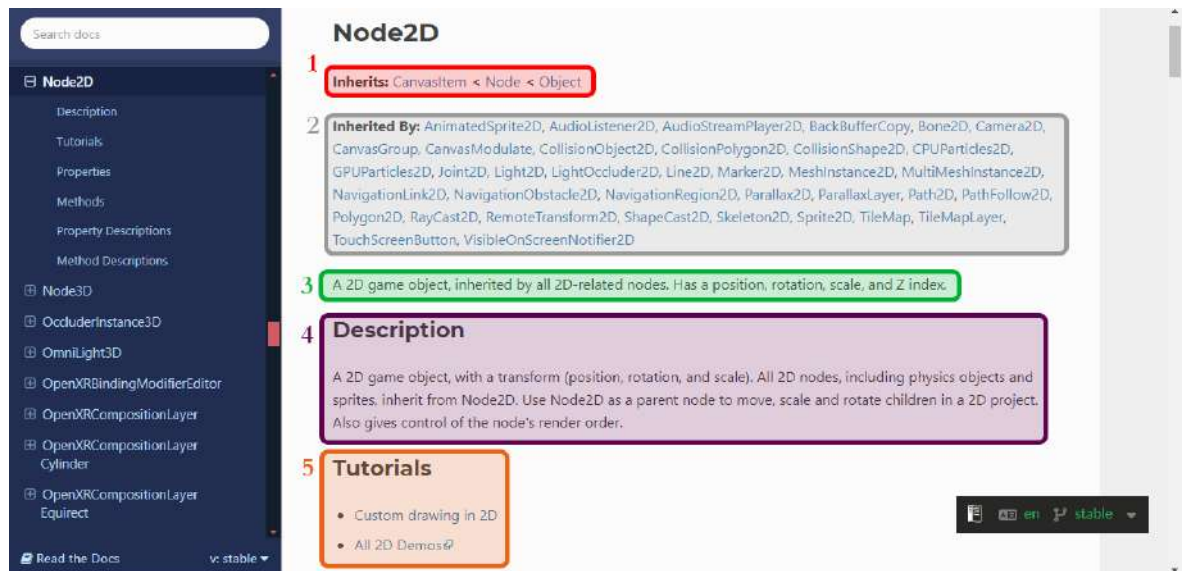 Search docs
Node2D
Description
Tutorials
Properties
Methods
Property Descriptions
Method Descriptions
Node3D
OccluderInstance3D
OmniLight3D
OpenXRBindingModifierEditor
OpenXRCompositionLayer
OpenXRCompositionLayer
Cylinder
OpenXRCompositionLayer
Equirect
Read the Docs v: stable
Node2D
1
Inherits: CanvasItem < Node < Object
2
Inherited By: AnimatedSprite2D, AudioListener2D, AudioStreamPlayer2D, BackBufferCopy, Bone2D, Camera2D,
CanvasGroup, CanvasModulate, CollisionObject2D, CollisionPolygon2D, CollisionShape2D, CPUParticles2D,
GPUParticles2D, Joint2D, Light2D, LightOccluder2D, Line2D, Marker2D, MeshInstance2D, MultiMeshInstance2D,
NavigationLink2D, NavigationObstacle2D, NavigationRegion2D, Parallax2D, ParallaxLayer, Path2D, PathFollow2D,
Polygon2D, RayCast2D, RemoteTransform2D, ShapeCast2D, Skeleton2D, Sprite2D, TileMap, TileMapLayer,
TouchScreenButton, VisibleOnScreenNotifier2D
3
A 2D game object, inherited by all 2D-related nodes. Has a position, rotation, scale, and Z index.
4
Description
A 2D game object, with a transform (position, rotation, and scale). All 2D nodes, including physics objects and
sprites, inherit from Node2D. Use Node2D as a parent node to move, scale and rotate children in a 2D project.
Also gives control of the node's render order.
5
Tutorials
• Custom drawing in 2D
• All 2D Demos
en stable